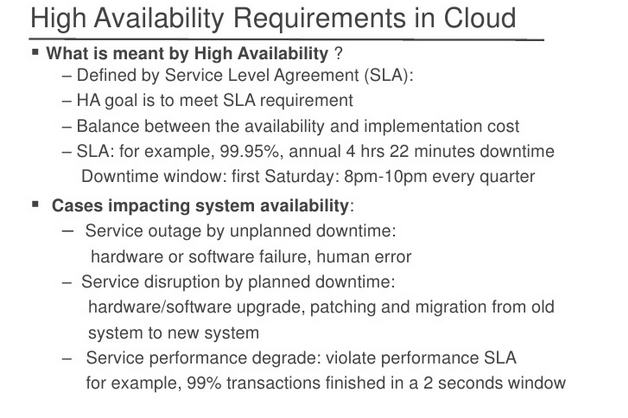 High Availability Requirements in Cloud
▪ What is meant by High Availability ?
– Defined by Service Level Agreement (SLA):
– HA goal is to meet SLA requirement
– Balance between the availability and implementation cost
– SLA: for example, 99.95%, annual 4 hrs 22 minutes downtime
Downtime window: first Saturday: 8pm-10pm every quarter
▪ Cases impacting system availability:
– Service outage by unplanned downtime:
hardware or software failure, human error
– Service disruption by planned downtime:
hardware/software upgrade, patching and migration from old
system to new system
– Service performance degrade: violate performance SLA
for example, 99% transactions finished in a 2 seconds window